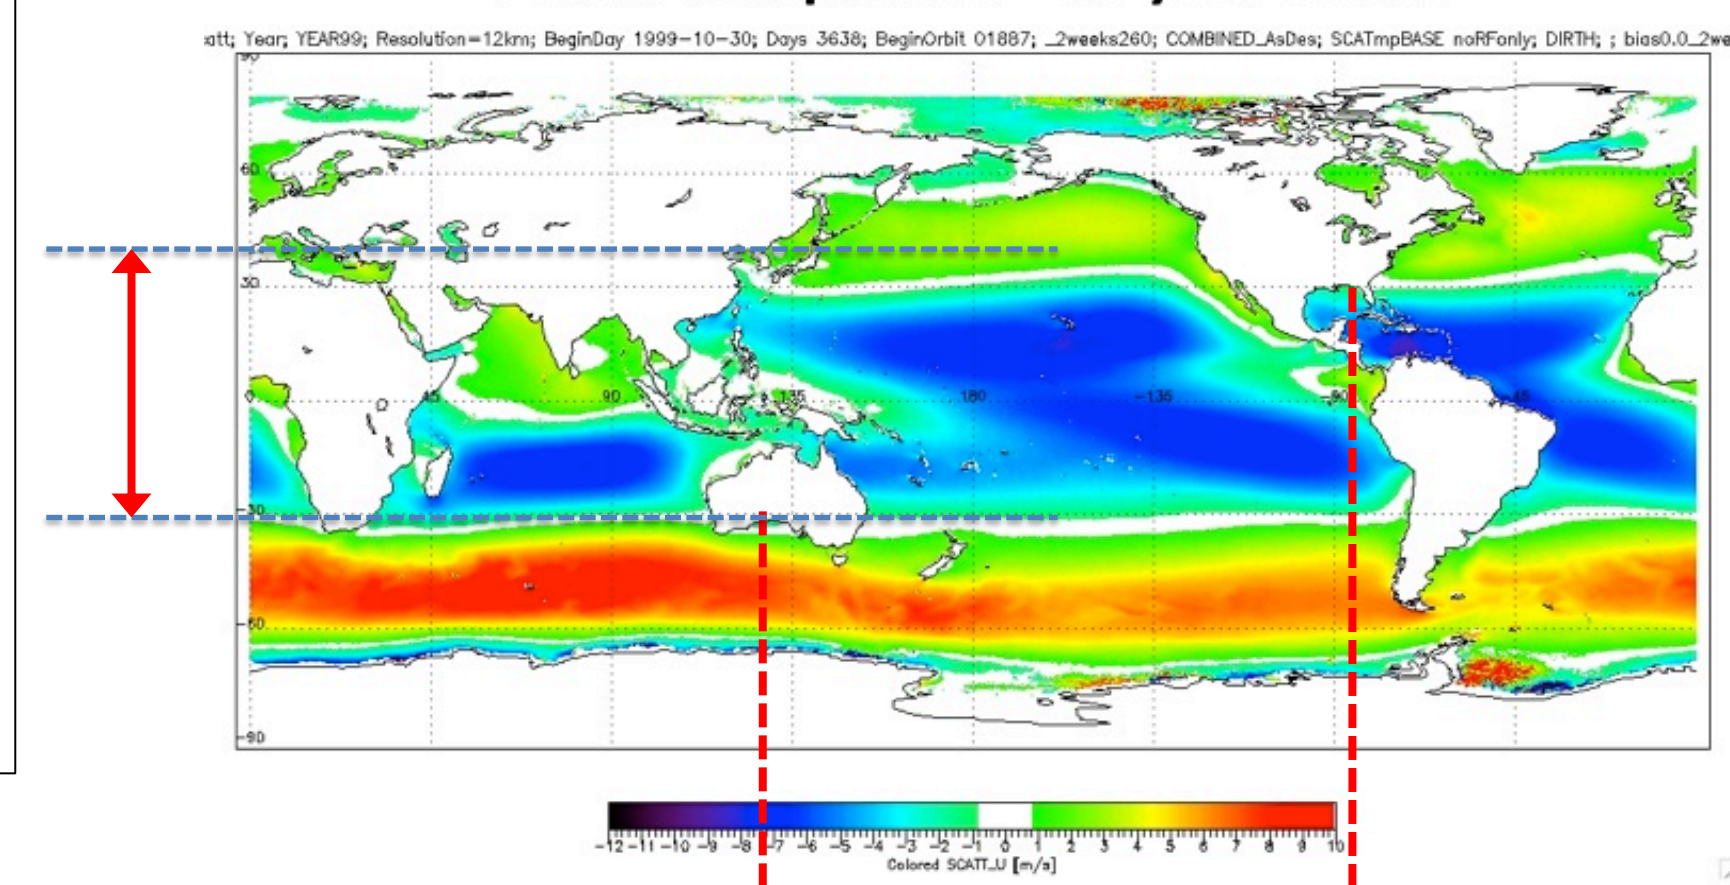 att; Year; YEAR99; Resolution=12km; BeginDay 1999-10-30; Days 3638; BeginOrbit 01887; _2weeks260; COMBINED_AsDes; SCATmpBASE noRFonly; DIRTH; ; bias0.0_2we
90
60
30
0 45 90 135 180 -135 -90 -45
-30
-60
-90
-12 -11 -10 -9 -8 -7 -6 -5 -4 -3 -2 -1 0 1 2 3 4 5 6 7 8 9 10
Colored SCATT_U [m/s]